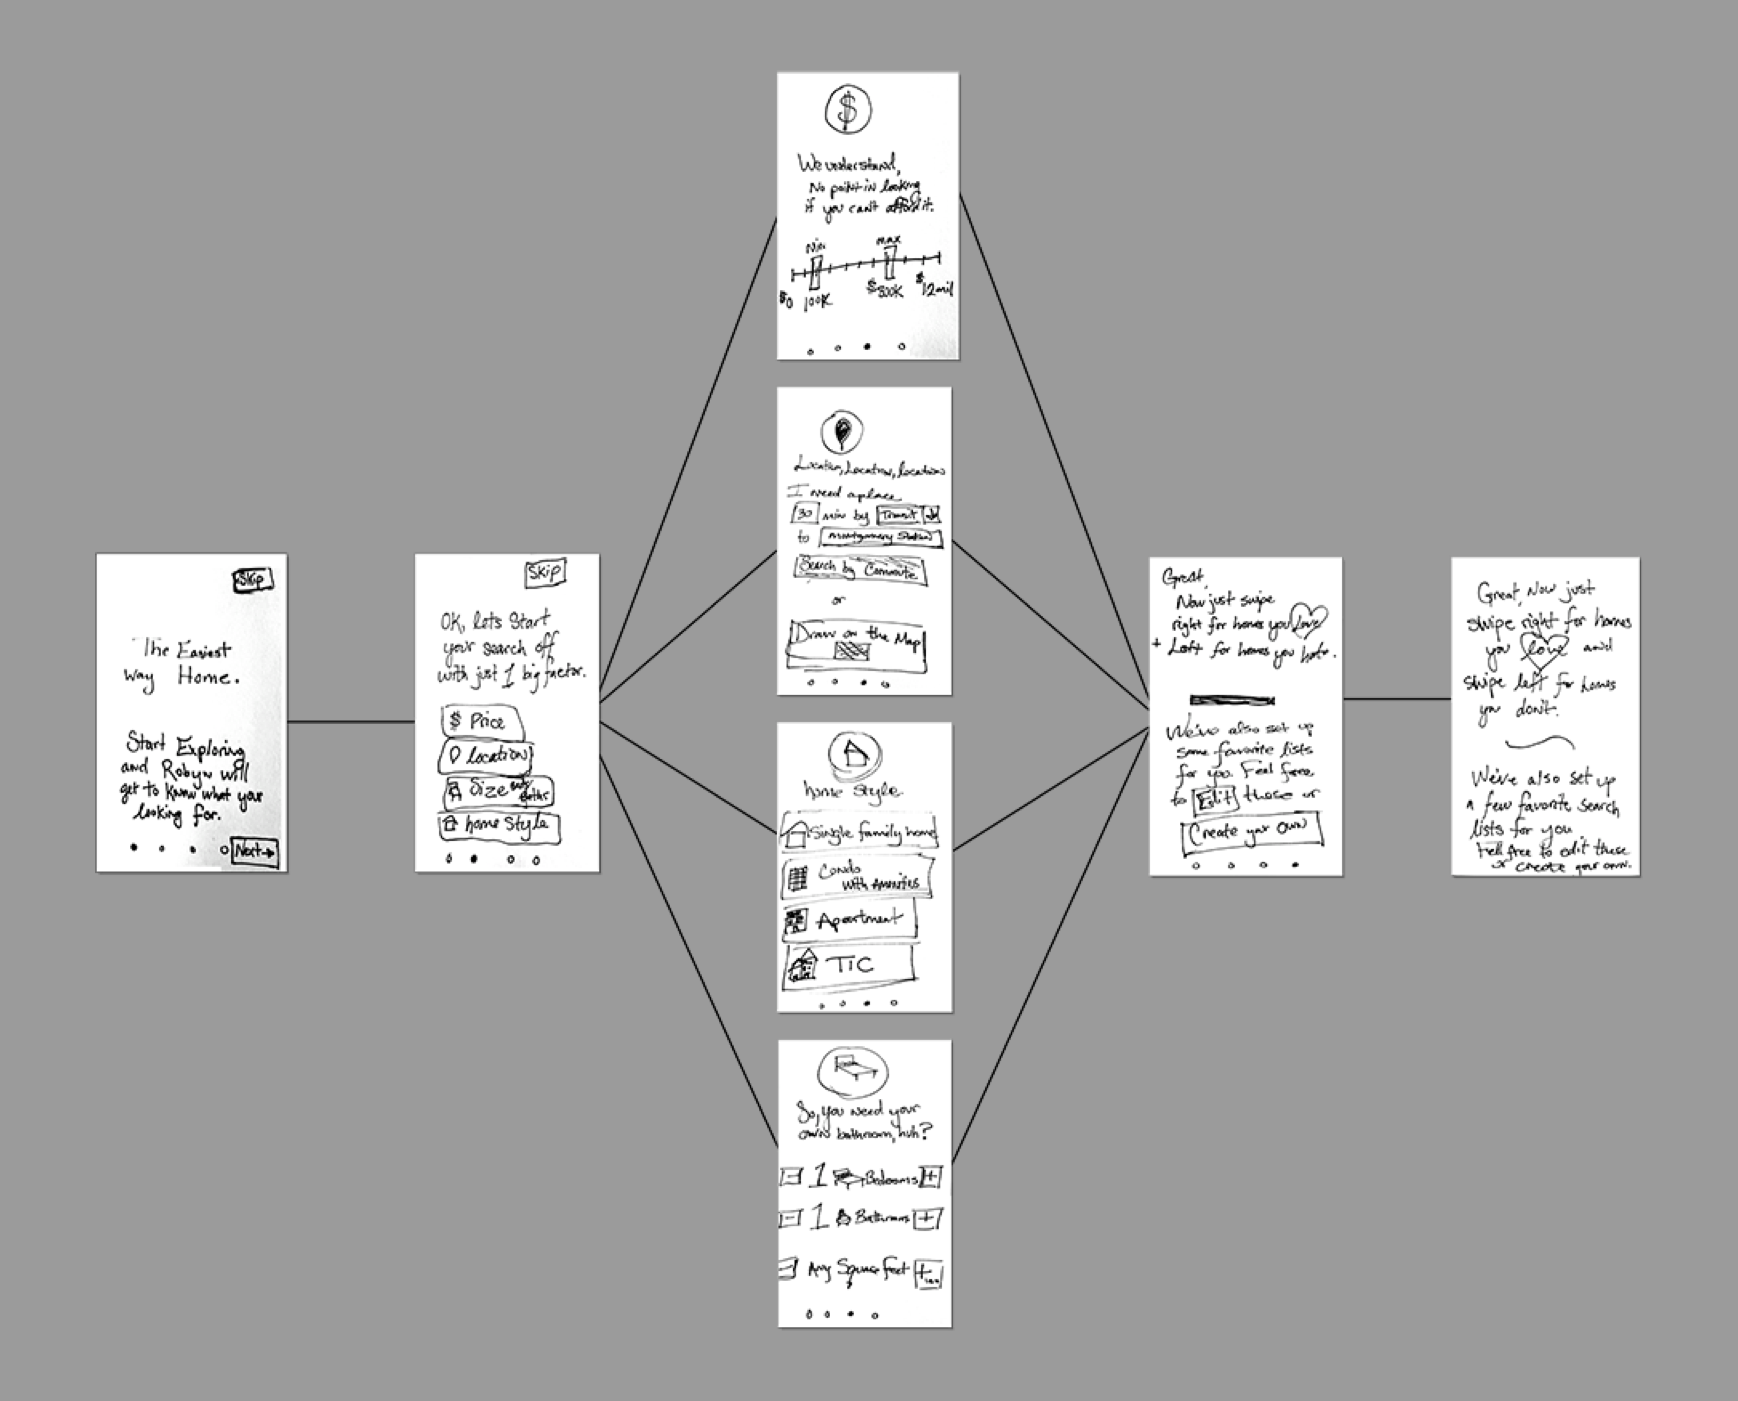 Skip
The Easiest
way Home.
Start Exploring
and Robyn will
get to know what your
looking for.
Next→
Skip
OK, lets Start
your search off
with just 1 big factor.
$ Price
location
Size
Baths
home Style
$
We understand,
No point in looking
if you can't afford it.
Min
max
$0 100K $800K $12mil
Location, Location, location
I need a place
30 min by Transit
to Montgomery Station
Search by Commute
or
Draw on the Map
home Style
Single family home
Condo
with Amenities
Apartment
TIC
So, you need your
own bathroom, huh?
- 1 Bedrooms +
- 1 Bathrooms +
- Any Square feet +
Great,
Now just swipe
right for homes you love
+ Left for homes you hate.
We've also set up
some favorite lists
for you. Feel free
to Edit these or
Create your own
Great, Now just
swipe right for homes
you love and
swipe left for homes
you don't.
We've also set up
a few favorite search
lists for you.
feel free to edit these
or create your own.